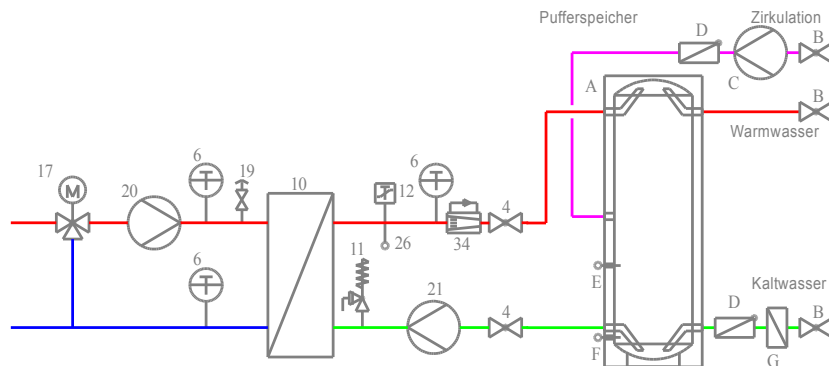 Pufferspeicher
D
Zirkulation
B
C
A
B
Warmwasser
17
M
20
6
T
19
10
12
6
T
34
4
26
6
T
11
21
4
E
F
Kaltwasser
D
B
G